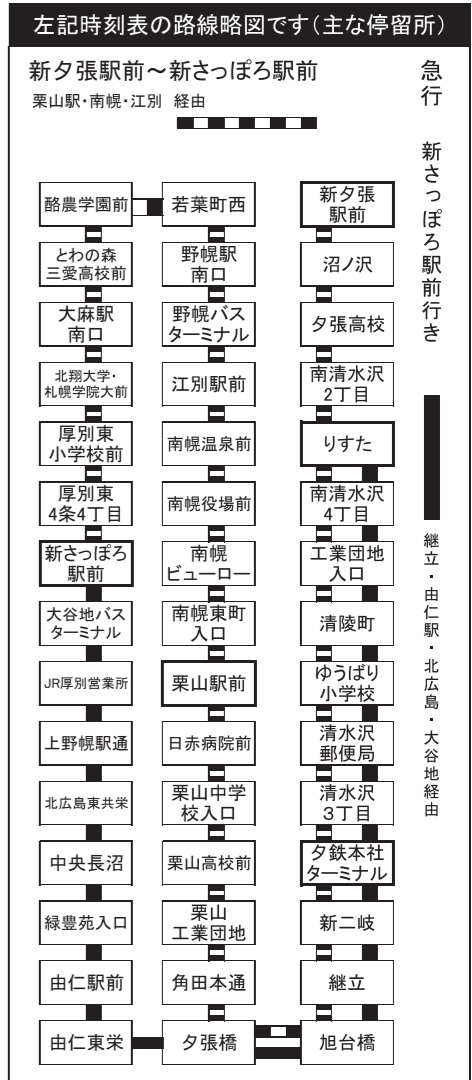 左記時刻表の路線略図です(主な停留所)
新夕張駅前～新さっぽろ駅前
栗山駅・南幌・江別 経由
急行 新さっぽろ駅前行き
継立・由仁駅・北広島・大谷地経由
酪農学園前
とわの森
三愛高校前
大麻駅
南口
北翔大学・
札幌学院大前
厚別東
小学校前
厚別東
4条4丁目
新さっぽろ
駅前
大谷地バス
ターミナル
JR厚別営業所
上野幌駅通
北広島東共栄
中央長沼
緑豊苑入口
由仁駅前
由仁東栄
若葉町西
野幌駅
南口
野幌バス
ターミナル
江別駅前
南幌温泉前
南幌役場前
南幌
ビューロー
南幌東町
入口
栗山駅前
日赤病院前
栗山中学
校入口
栗山高校前
栗山
工業団地
角田本通
夕張橋
新夕張
駅前
沼ノ沢
夕張高校
南清水沢
2丁目
りすた
南清水沢
4丁目
工業団地
入口
清陵町
ゆうばり
小学校
清水沢
郵便局
清水沢
3丁目
夕鉄本社
ターミナル
新二岐
継立
旭台橋